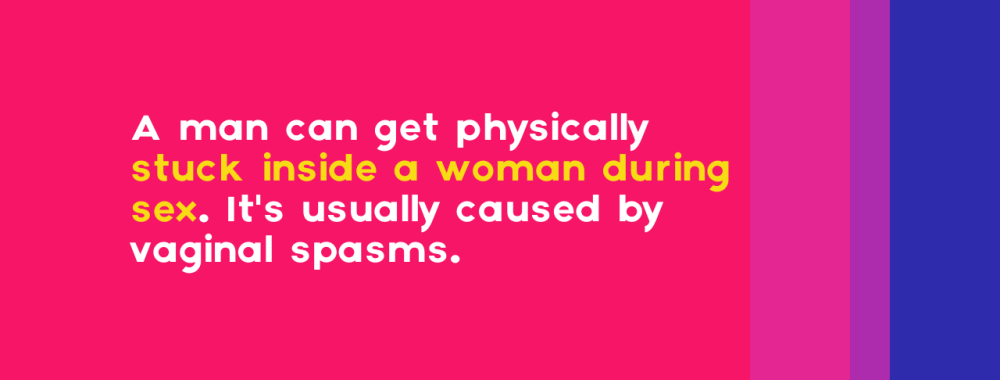 A man can get physically
stuck inside a woman during
sex. It's usually caused by
vaginal spasms.